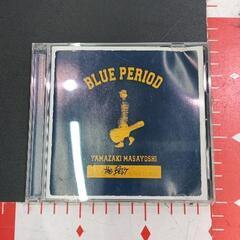 BLUE PERIOD
YAMAZAKI MASAYOSHI
the BEST